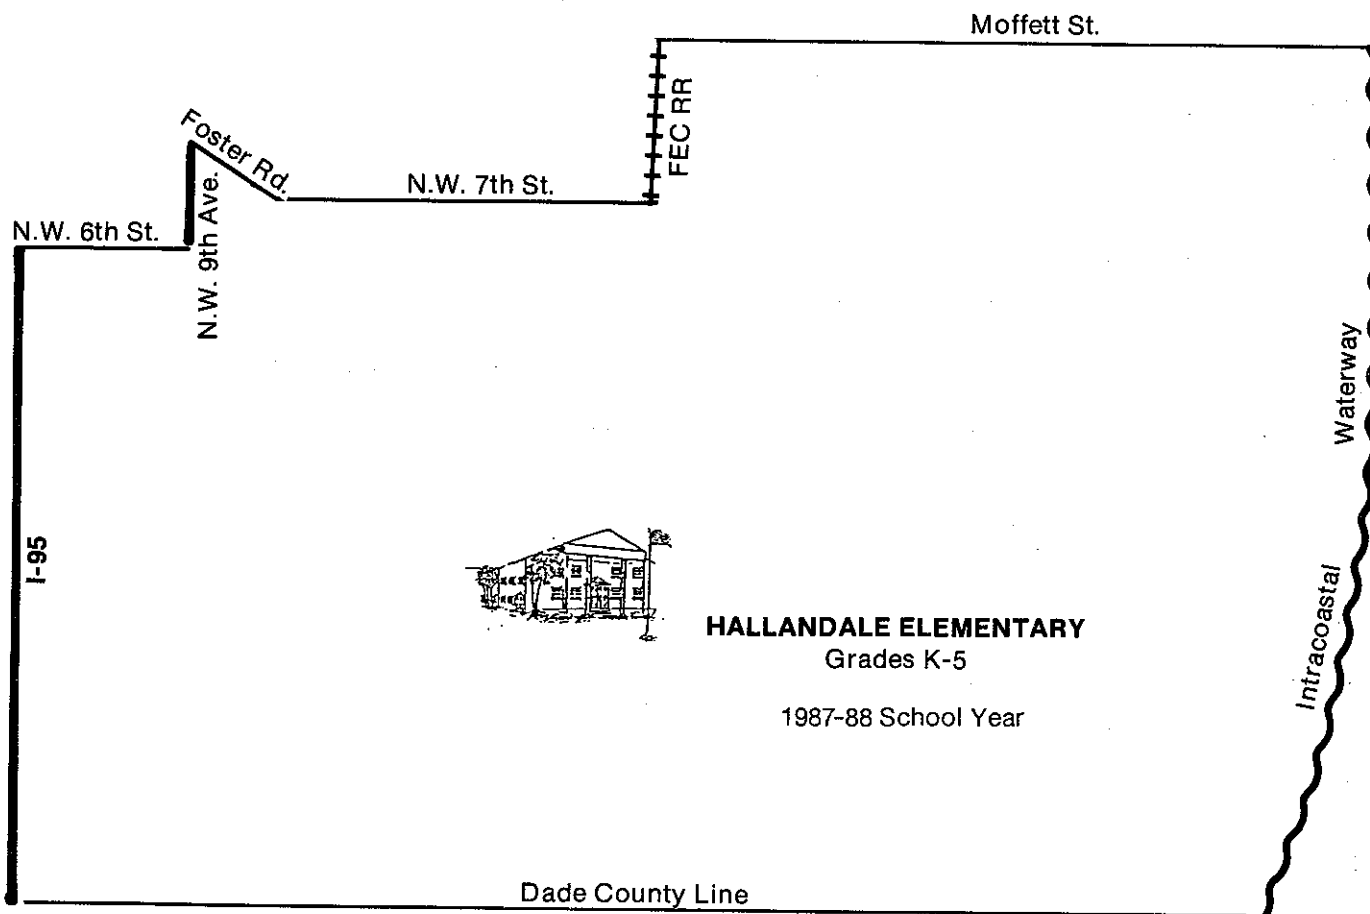 Moffett St.
FEC RR
Foster Rd.
N.W. 7th St.
N.W. 9th Ave.
N.W. 6th St.
I-95
Waterway
Intracoastal
HALLANDALE ELEMENTARY
Grades K-5
1987-88 School Year
Dade County Line